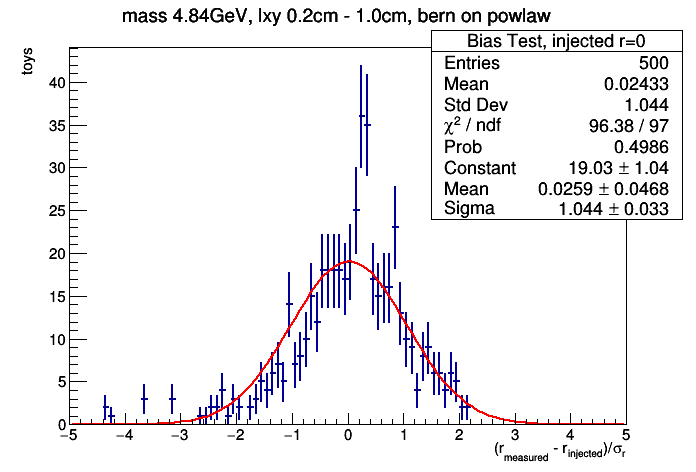 mass 4.84GeV, lxy 0.2cm - 1.0cm, bern on powlaw
toys
Bias Test, injected r=0
Entries 500
Mean 0.02433
Std Dev 1.044
χ² / ndf 96.38 / 97
Prob 0.4986
Constant 19.03 ± 1.04
Mean 0.0259 ± 0.0468
Sigma 1.044 ± 0.033
40
35
30
25
20
15
10
5
0
−5 −4 −3 −2 −1 0 1 2 3 4 5
(r_measured - r_injected)/σ_r